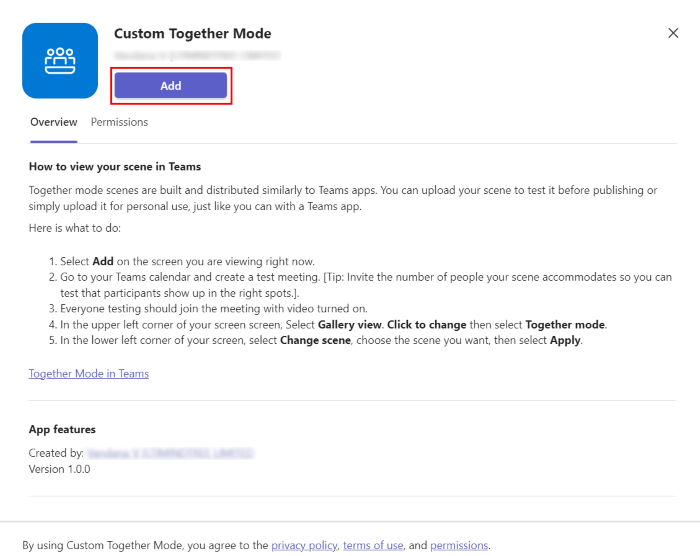 Custom Together Mode
Add
Overview Permissions
How to view your scene in Teams
Together mode scenes are built and distributed similarly to Teams apps. You can upload your scene to test it before publishing or
simply upload it for personal use, just like you can with a Teams app.
Here is what to do:
1. Select Add on the screen you are viewing right now.
2. Go to your Teams calendar and create a test meeting. [Tip: Invite the number of people your scene accommodates so you can
test that participants show up in the right spots.].
3. Everyone testing should join the meeting with video turned on.
4. In the upper left corner of your screen screen, Select Gallery view. Click to change then select Together mode.
5. In the lower left corner of your screen, select Change scene, choose the scene you want, then select Apply.
Together Mode in Teams
App features
Created by:
Version 1.0.0
By using Custom Together Mode, you agree to the privacy policy, terms of use, and permissions.